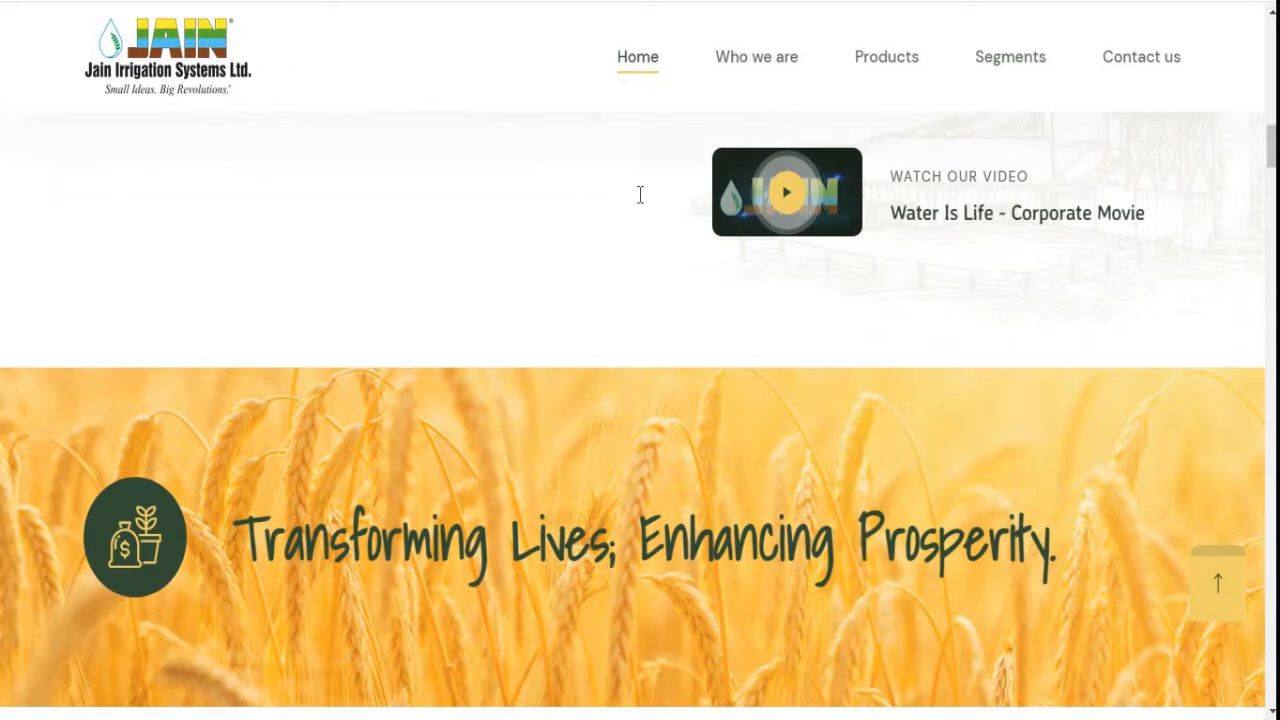 JAIN®
Jain Irrigation Systems Ltd.
Small Ideas. Big Revolutions.®
Home Who we are Products Segments Contact us
JAIN
WATCH OUR VIDEO
Water Is Life - Corporate Movie
$
Transforming Lives; Enhancing Prosperity.
↑